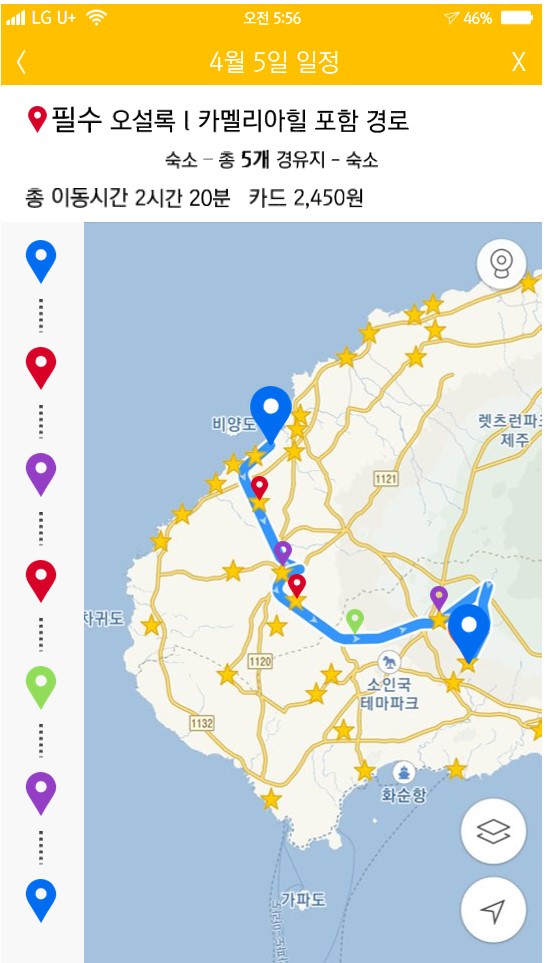 LG U+ 오전 5:56 46%
4월 5일 일정 X
필수 오설록 l 카멜리아힐 포함 경로
숙소 – 총 5개 경유지 – 숙소
총 이동시간 2시간 20분 카드 2,450원
비양도
렛츠런파크
제주
1121
차귀도
1120
소인국
테마파크
1132
화순항
가파도